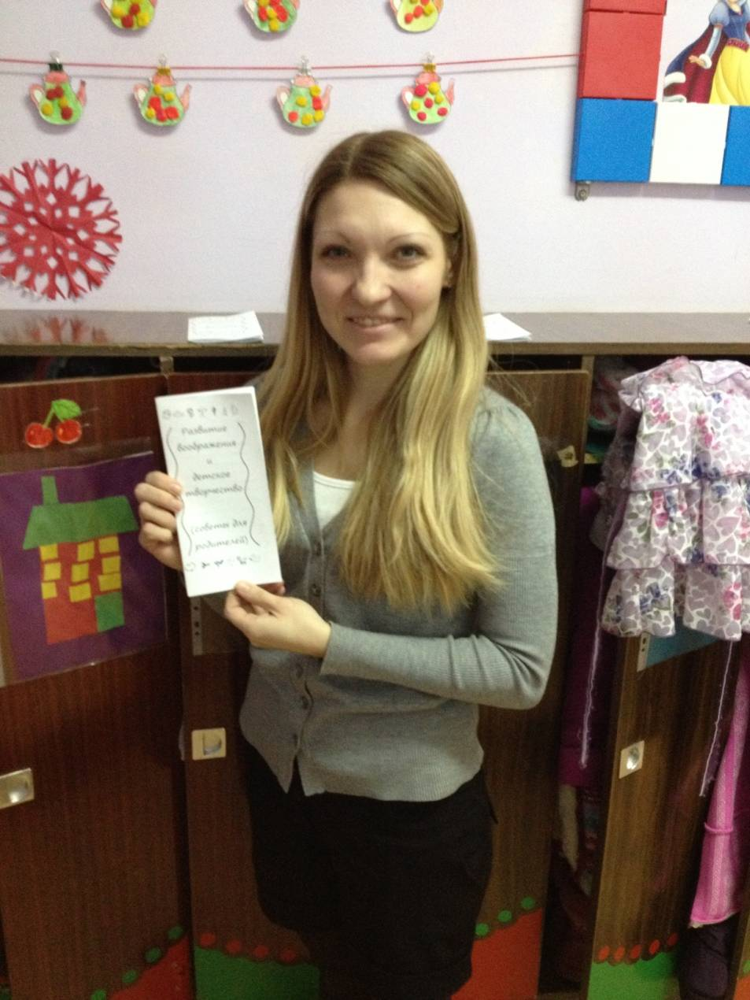 Развитие
воображения
и
детское
творчество
(советы для
родителей)